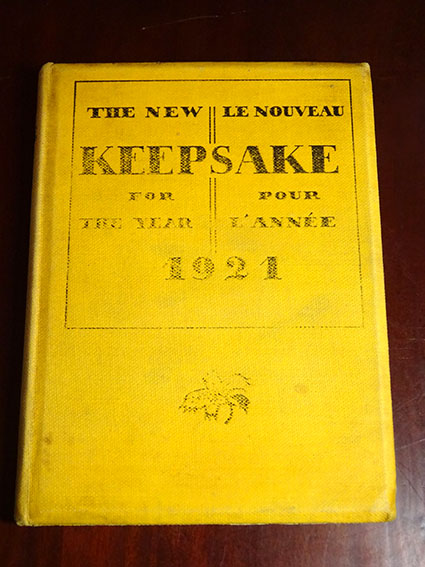 THE NEW LE NOUVEAU
KEEPSAKE
FOR POUR
THE YEAR L'ANNÉE
1921